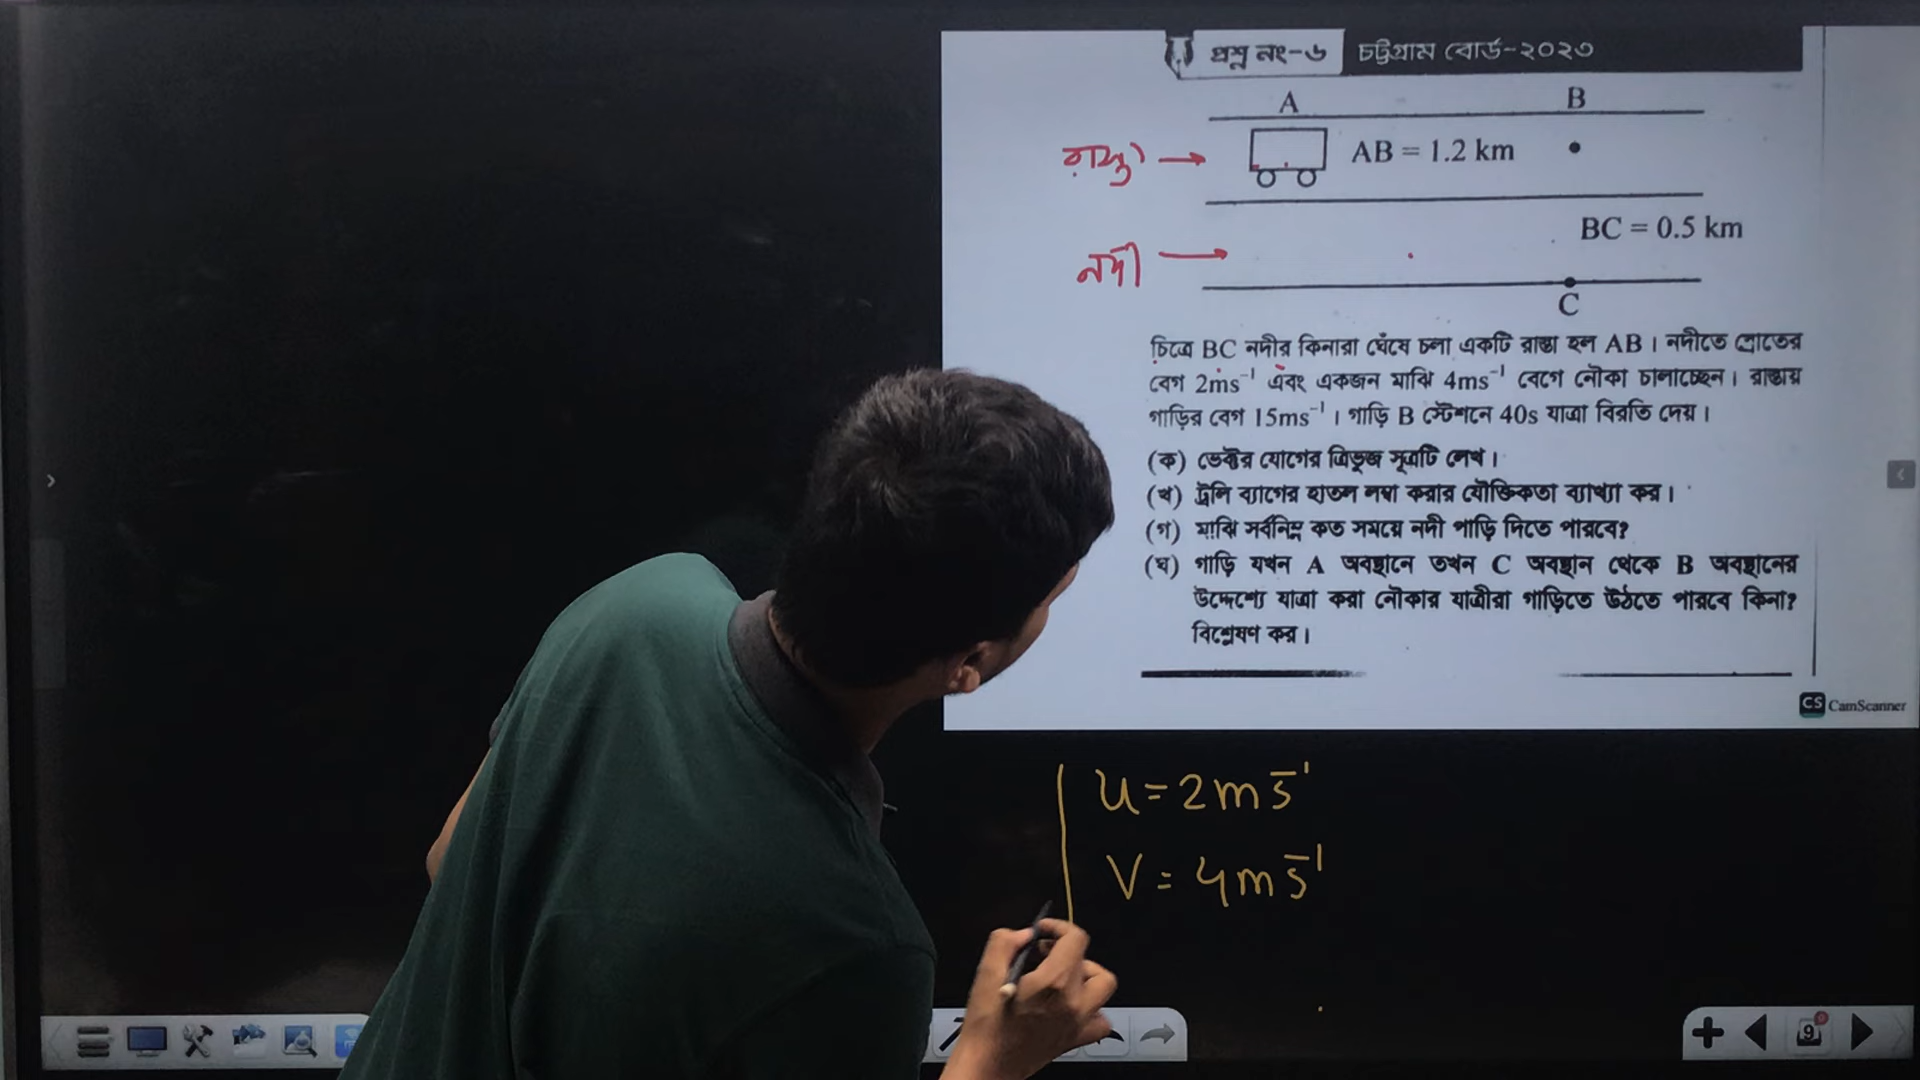 প্রশ্ন নং-৬ চট্টগ্রাম বোর্ড-২০২৩
A B
রাস্তা → AB = 1.2 km
BC = 0.5 km
নদী →
C
চিত্রে BC নদীর কিনারা ঘেঁষে চলা একটি রাস্তা হল AB। নদীতে স্রোতের
বেগ 2ms⁻¹ এবং একজন মাঝি 4ms⁻¹ বেগে নৌকা চালাচ্ছেন। রাস্তায়
গাড়ির বেগ 15ms⁻¹। গাড়ি B স্টেশনে 40s যাত্রা বিরতি দেয়।
(ক) ভেক্টর যোগের ত্রিভুজ সূত্রটি লেখ।
(খ) ট্রলি ব্যাগের হাতল লম্বা করার যৌক্তিকতা ব্যাখ্যা কর।
(গ) মাঝি সর্বনিম্ন কত সময়ে নদী পাড়ি দিতে পারবে?
(ঘ) গাড়ি যখন A অবস্থানে তখন C অবস্থান থেকে B অবস্থানের
উদ্দেশ্যে যাত্রা করা নৌকার যাত্রীরা গাড়িতে উঠতে পারবে কিনা?
বিশ্লেষণ কর।
CS CamScanner
u = 2ms⁻¹
v = 4ms⁻¹
9